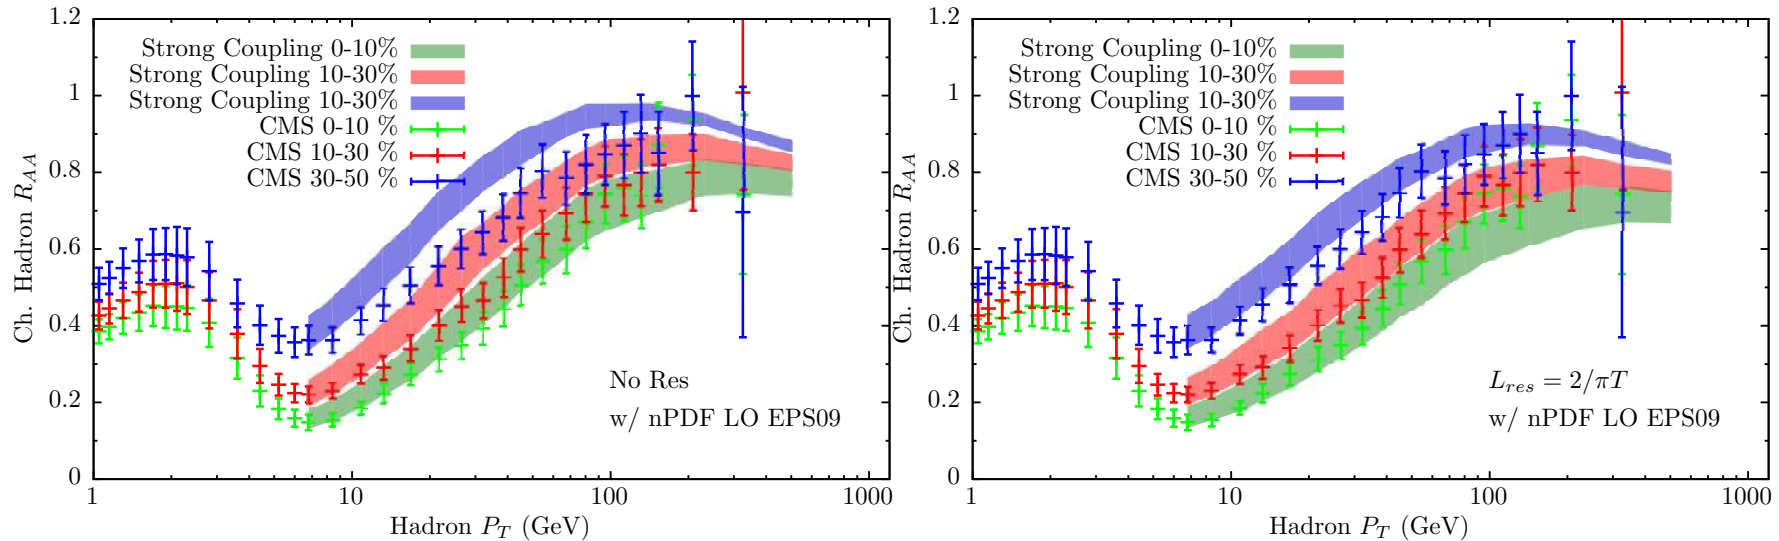 1.2
1
0.8
0.6
0.4
0.2
0
Ch. Hadron R_AA
Strong Coupling 0-10%
Strong Coupling 10-30%
Strong Coupling 10-30%
CMS 0-10 %
CMS 10-30 %
CMS 30-50 %
No Res
w/ nPDF LO EPS09
1 10 100 1000
Hadron P_T (GeV)
1.2
1
0.8
0.6
0.4
0.2
0
Ch. Hadron R_AA
Strong Coupling 0-10%
Strong Coupling 10-30%
Strong Coupling 10-30%
CMS 0-10 %
CMS 10-30 %
CMS 30-50 %
L_res = 2/πT
w/ nPDF LO EPS09
1 10 100 1000
Hadron P_T (GeV)